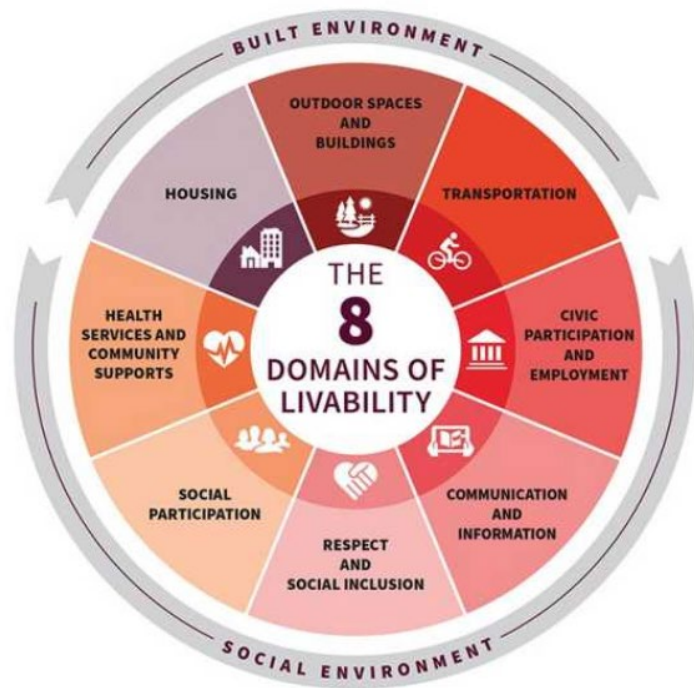 BUILT ENVIRONMENT
OUTDOOR SPACES
AND
BUILDINGS
TRANSPORTATION
CIVIC
PARTICIPATION
AND
EMPLOYMENT
COMMUNICATION
AND
INFORMATION
RESPECT
AND
SOCIAL INCLUSION
SOCIAL
PARTICIPATION
HEALTH
SERVICES AND
COMMUNITY
SUPPORTS
HOUSING
THE
8
DOMAINS OF
LIVABILITY
SOCIAL ENVIRONMENT